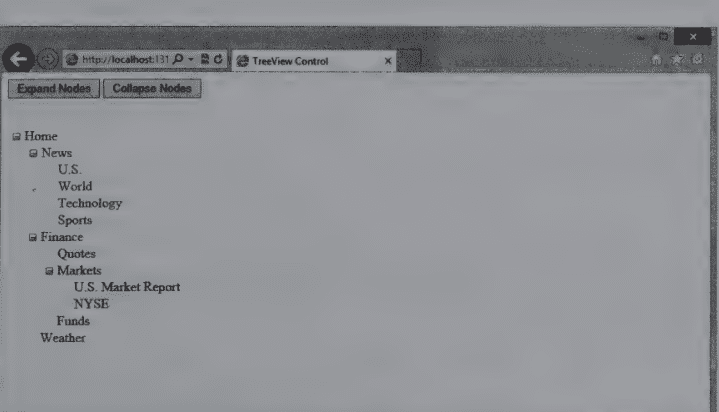 http://localhost:131
TreeView Control
Expand Nodes Collapse Nodes
Home
News
U.S.
World
Technology
Sports
Finance
Quotes
Markets
U.S. Market Report
NYSE
Funds
Weather